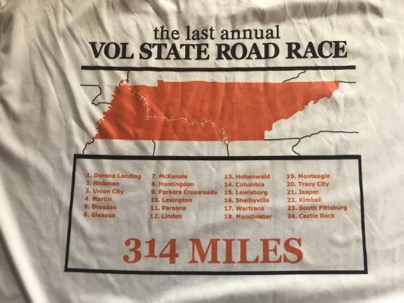 the last annual
VOL STATE ROAD RACE
1. Dorena Landing
2. Hickman
3. Union City
4. Martin
5. Dresden
6. Gleason
7. McKenzie
8. Huntingdon
9. Parkers Crossroads
10. Lexington
11. Parsons
12. Linden
13. Hohenwald
14. Columbia
15. Lewisburg
16. Shelbyville
17. Wartrace
18. Manchester
19. Monteagle
20. Tracy City
21. Jasper
22. Kimball
23. South Pittsburg
24. Castle Rock
314 MILES